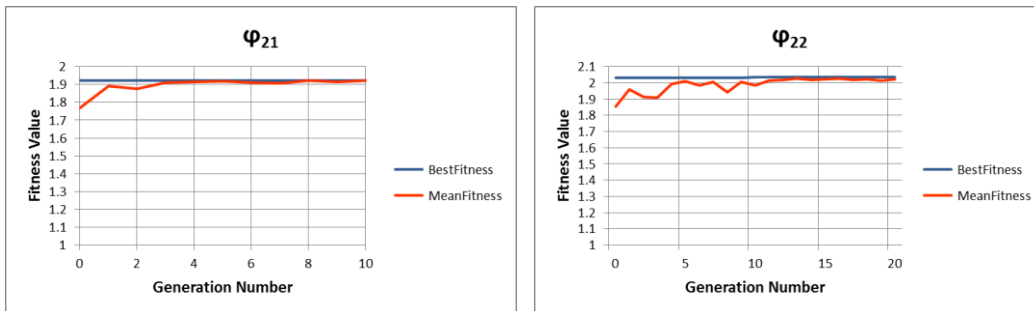 φ21
2
1.9
1.8
1.7
1.6
1.5
1.4
1.3
1.2
1.1
1
Fitness Value
0 2 4 6 8 10
Generation Number
BestFitness
MeanFitness
φ22
2.1
2
1.9
1.8
1.7
1.6
1.5
1.4
1.3
1.2
1.1
1
Fitness Value
0 5 10 15 20
Generation Number
BestFitness
MeanFitness